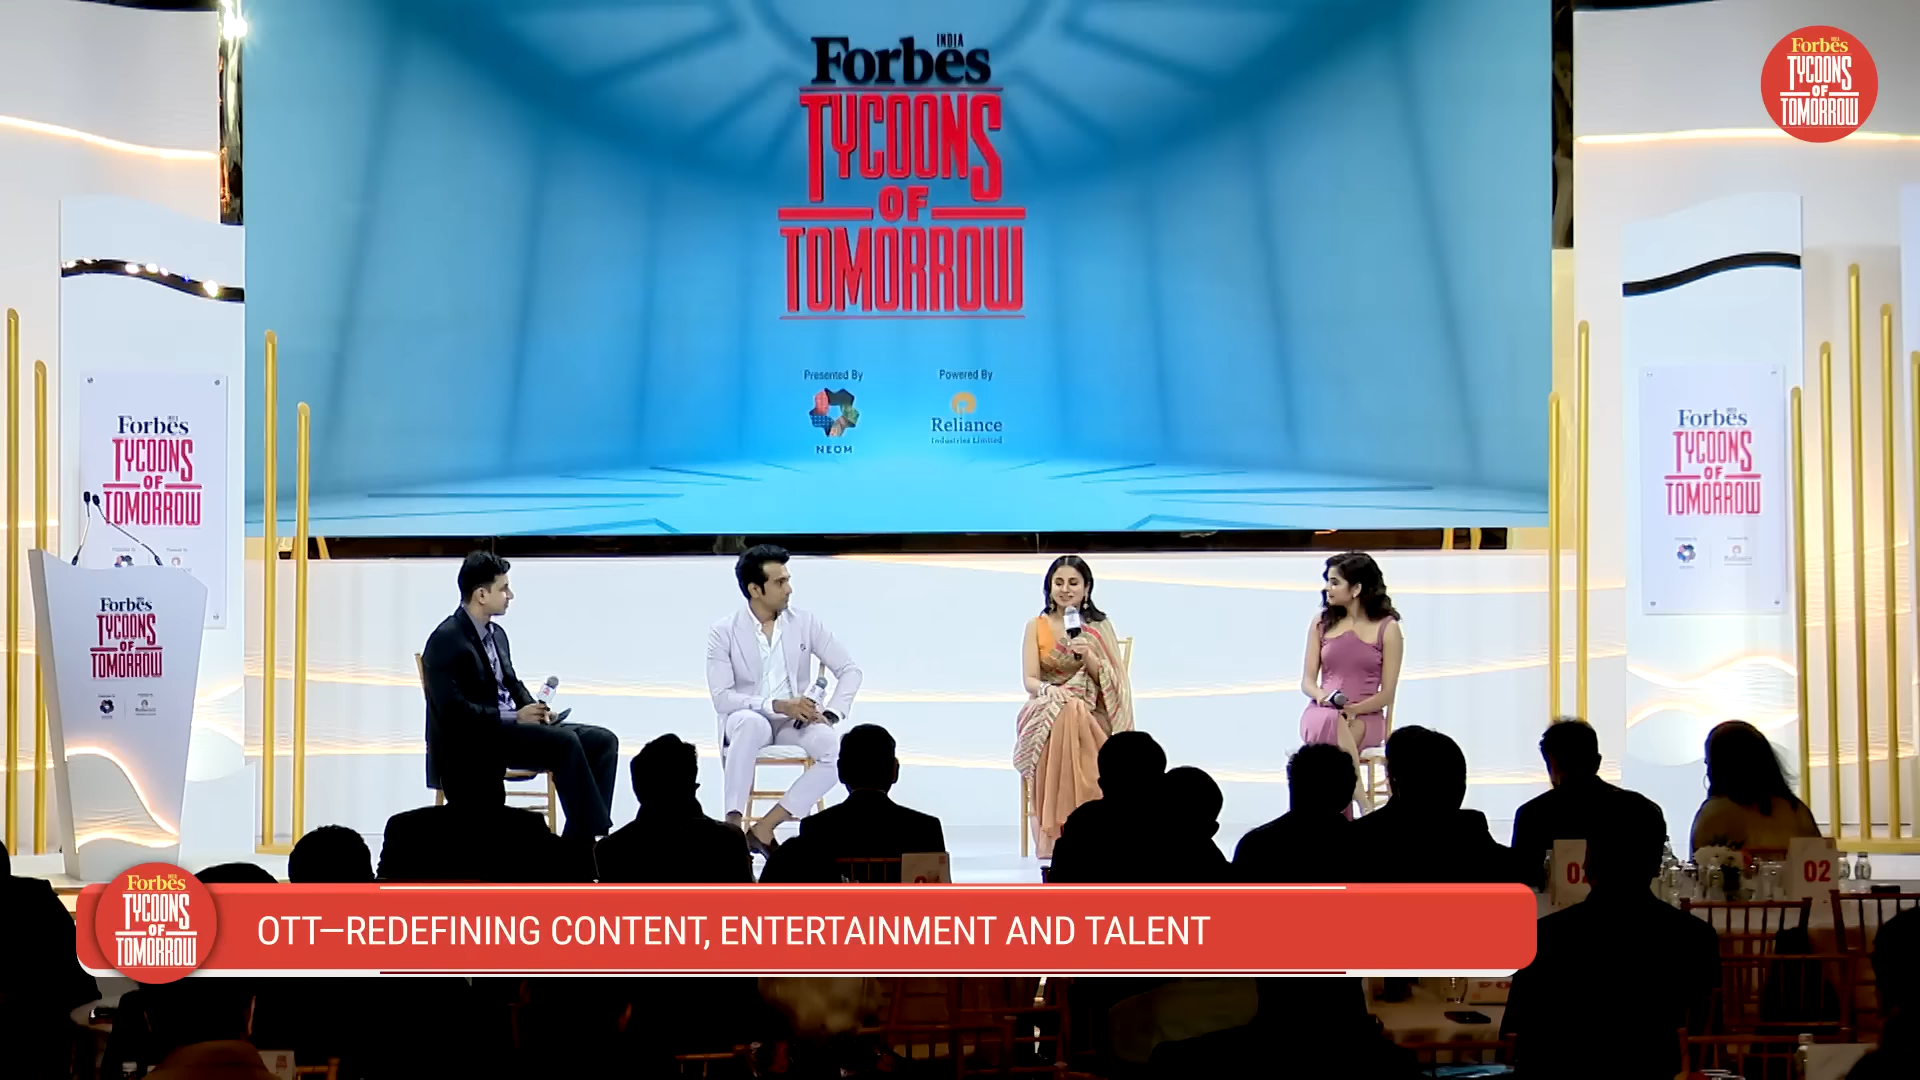 Forbes
INDIA
TYCOONS
OF
TOMORROW
Presented By
NEOM
Powered By
Reliance
Industries Limited
Forbes
TYCOONS
OF
TOMORROW
Forbes
TYCOONS
OF
TOMORROW
Forbes
TYCOONS
OF
TOMORROW
Forbes
TYCOONS
OF
TOMORROW
02
Forbes
TYCOONS
OF
TOMORROW
OTT—REDEFINING CONTENT, ENTERTAINMENT AND TALENT